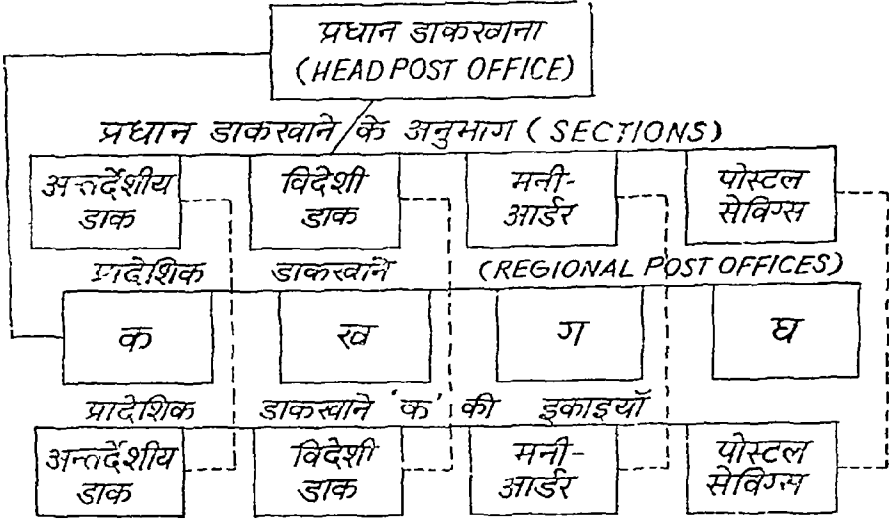 प्रधान डाकखाना
(HEAD POST OFFICE)
प्रधान डाकखाने के अनुभाग (SECTIONS)
अन्तर्देशीय डाक
विदेशी डाक
मनी-आर्डर
पोस्टल सेविग्स
प्रादेशिक डाकखाने (REGIONAL POST OFFICES)
क ख ग घ
प्रादेशिक डाकखाने 'क' की इकाइयाँ
अन्तर्देशीय डाक
विदेशी डाक
मनी-आर्डर
पोस्टल सेविग्स